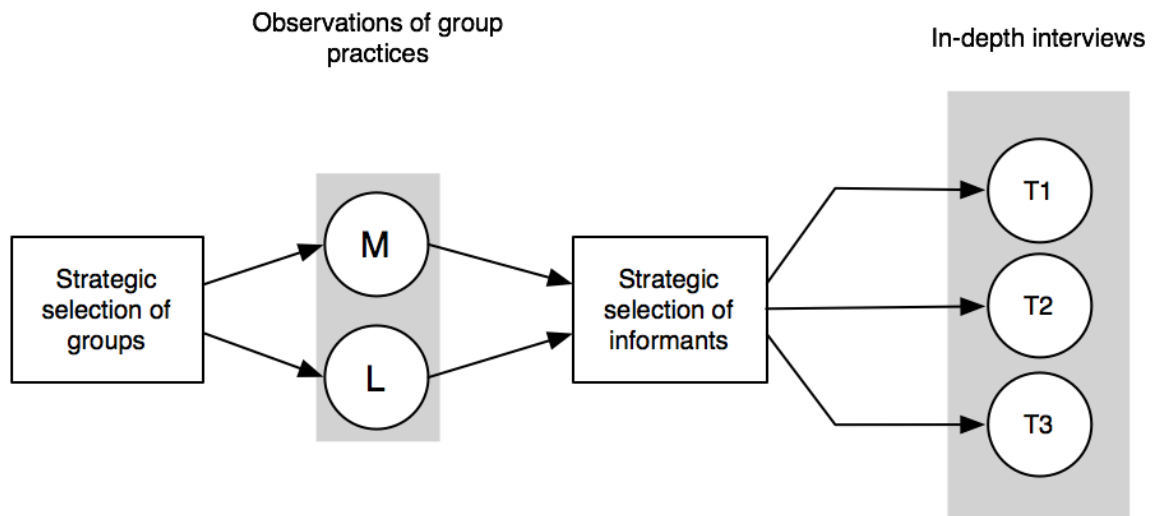 Observations of group
practices
In-depth interviews
Strategic
selection of
groups
M
L
Strategic
selection of
informants
T1
T2
T3